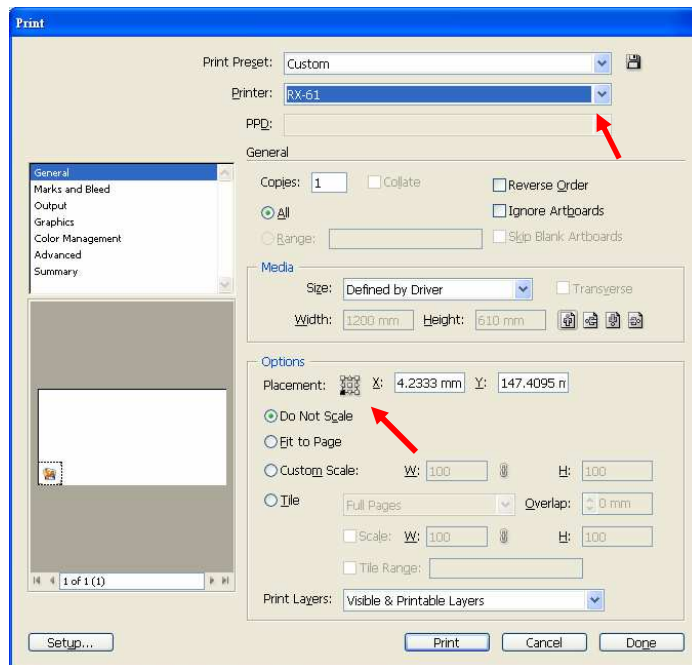 Print
Print Preset: Custom
Printer: RX-61
PPD:
General
Marks and Bleed
Output
Graphics
Color Management
Advanced
Summary
1 of 1 (1)
General
Copies: 1 Collate Reverse Order
All Ignore Artboards
Range: Skip Blank Artboards
Media
Size: Defined by Driver Transverse
Width: 1200 mm Height: 610 mm
Options
Placement: X: 4.2333 mm Y: 147.4095 m
Do Not Scale
Fit to Page
Custom Scale: W: 100 H: 100
Tile Full Pages Overlap: 0 mm
Scale: W: 100 H: 100
Tile Range:
Print Layers: Visible & Printable Layers
Setup... Print Cancel Done